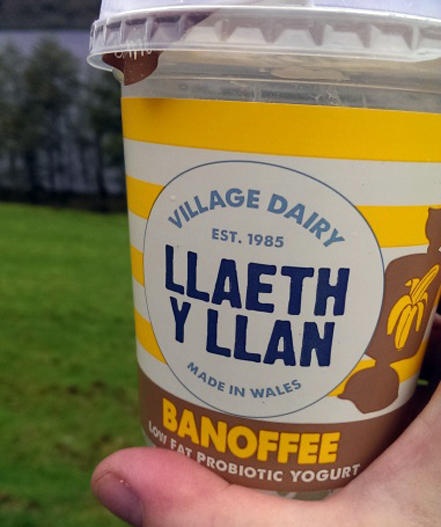 VILLAGE DAIRY
EST. 1985
LLAETH
Y LLAN
MADE IN WALES
BANOFFEE
LOW FAT PROBIOTIC YOGURT